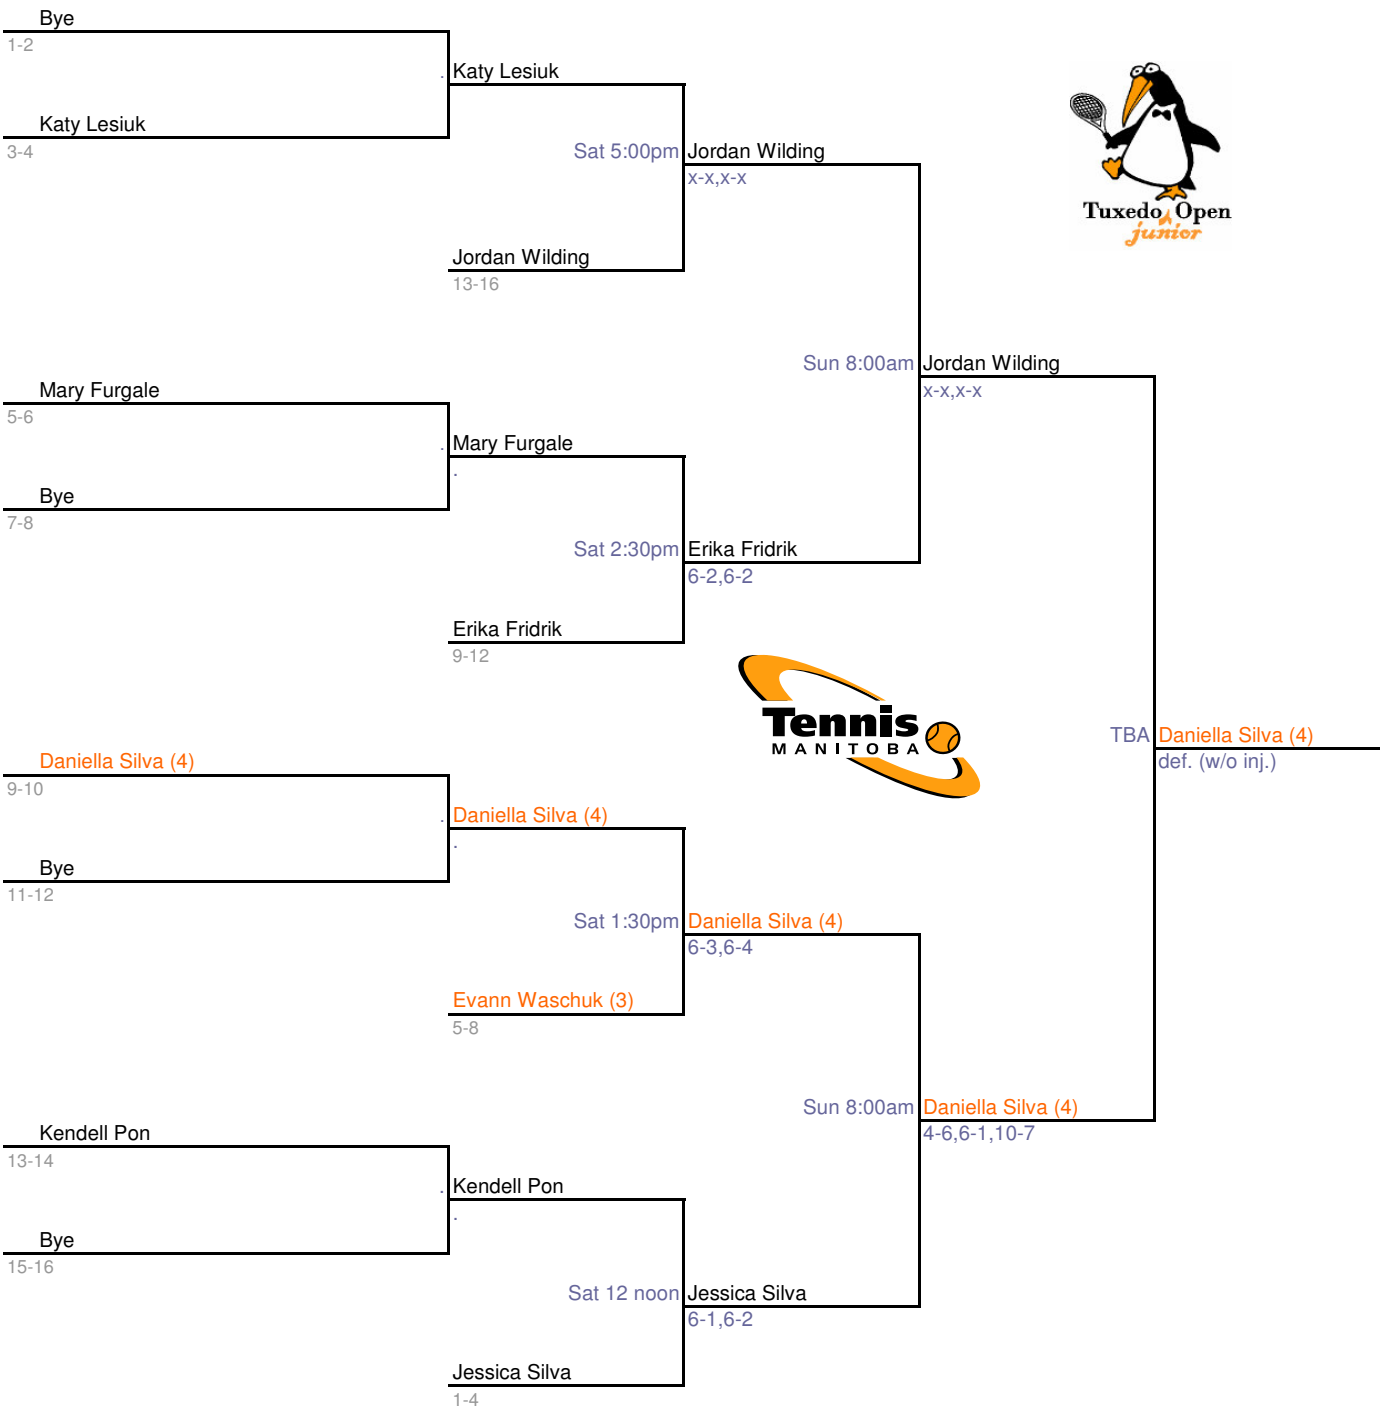 Bye
1-2
. Katy Lesiuk
Katy Lesiuk
3-4
Sat 5:00pm Jordan Wilding
x-x,x-x
Tuxedo Open
junior
Jordan Wilding
13-16
Sun 8:00am Jordan Wilding
x-x,x-x
Mary Furgale
5-6
. Mary Furgale
.
Bye
7-8
Sat 2:30pm Erika Fridrik
6-2,6-2
Erika Fridrik
9-12
Tennis
MANITOBA
TBA Daniella Silva (4)
def. (w/o inj.)
Daniella Silva (4)
9-10
. Daniella Silva (4)
.
Bye
11-12
Sat 1:30pm Daniella Silva (4)
6-3,6-4
Evann Waschuk (3)
5-8
Sun 8:00am Daniella Silva (4)
4-6,6-1,10-7
Kendell Pon
13-14
. Kendell Pon
.
Bye
15-16
Sat 12 noon Jessica Silva
6-1,6-2
Jessica Silva
1-4